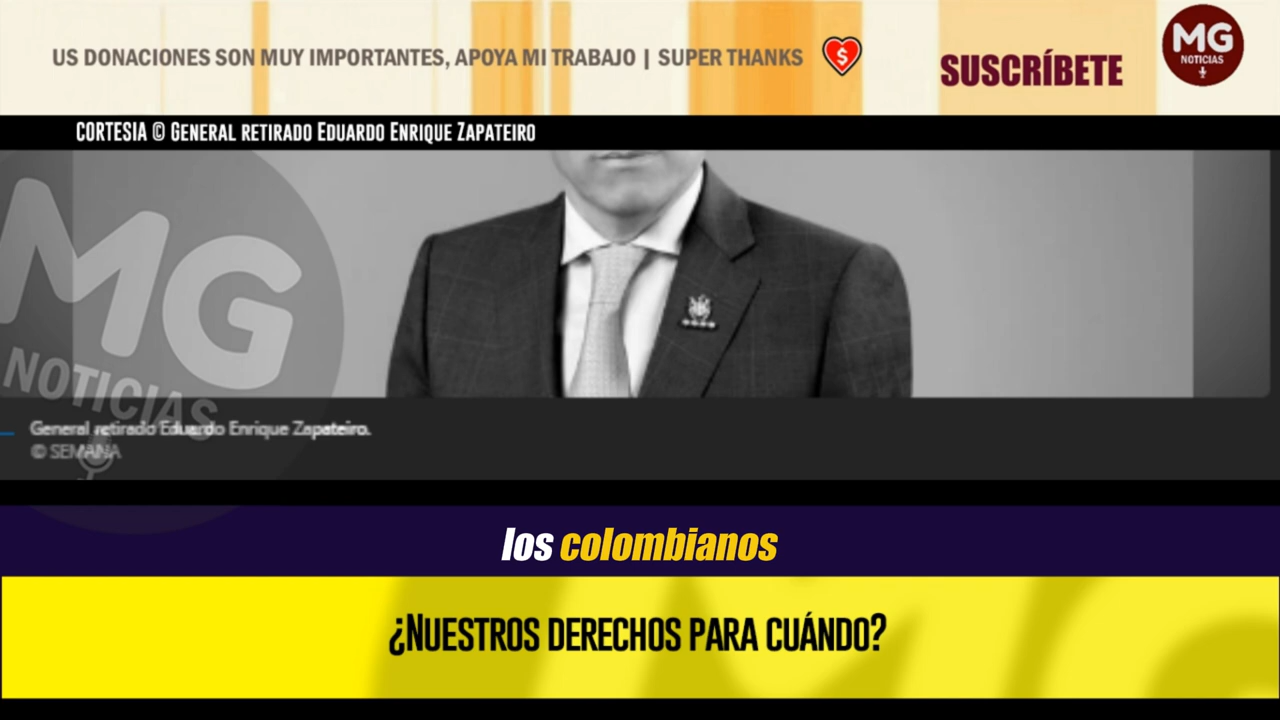 US DONACIONES SON MUY IMPORTANTES, APOYA MI TRABAJO | SUPER THANKS
$
SUSCRÍBETE
MG
NOTICIAS
CORTESIA © GENERAL RETIRADO EDUARDO ENRIQUE ZAPATEIRO
MG
NOTICIAS
General retirado Eduardo Enrique Zapateiro.
© SEMANA
los colombianos
¿NUESTROS DERECHOS PARA CUÁNDO?
MG